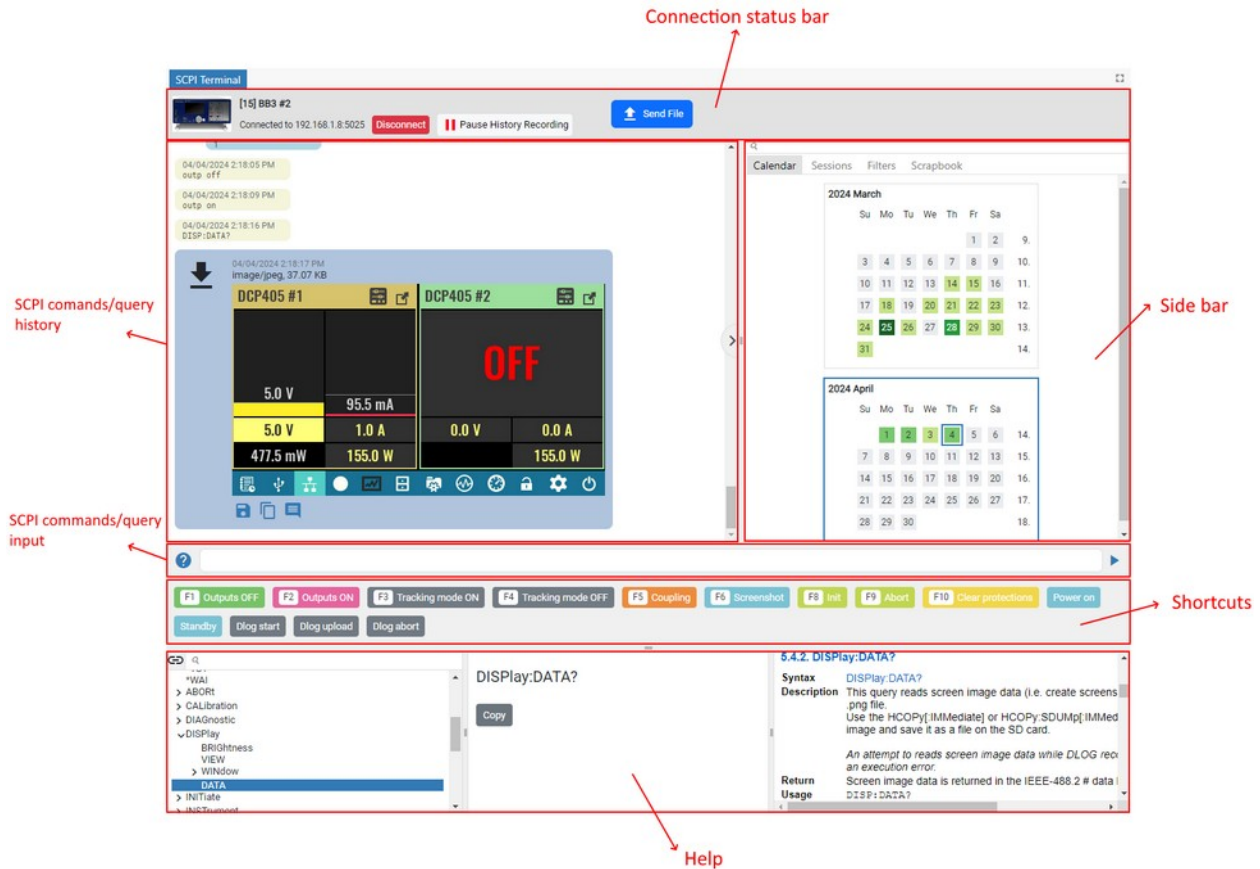 Connection status bar
SCPI Terminal
[15] BB3 #2
Connected to 192.168.1.8:5025 Disconnect Pause History Recording Send File
04/04/2024 2:18:05 PM
outp off
04/04/2024 2:18:09 PM
outp on
04/04/2024 2:18:16 PM
DISP:DATA?
04/04/2024 2:18:17 PM
image/jpeg, 37.07 KB
DCP405 #1
5.0 V
95.5 mA
5.0 V 1.0 A
477.5 mW 155.0 W
DCP405 #2
OFF
0.0 V 0.0 A
155.0 W
Calendar Sessions Filters Scrapbook
2024 March
Su Mo Tu We Th Fr Sa
1 2 9.
3 4 5 6 7 8 9 10.
10 11 12 13 14 15 16 11.
17 18 19 20 21 22 23 12.
24 25 26 27 28 29 30 13.
31 14.
2024 April
Su Mo Tu We Th Fr Sa
1 2 3 4 5 6 14.
7 8 9 10 11 12 13 15.
14 15 16 17 18 19 20 16.
21 22 23 24 25 26 27 17.
28 29 30 18.
SCPI comands/query
history
Side bar
SCPI commands/query
input
?
F1 Outputs OFF F2 Outputs ON F3 Tracking mode ON F4 Tracking mode OFF F5 Coupling F6 Screenshot F8 Init F9 Abort F10 Clear protections Power on
Standby Dlog start Dlog upload Dlog abort
Shortcuts
*WAI
ABORt
CALibration
DIAGnostic
DISPlay
BRIGhtness
VIEW
WINdow
DATA
INITiate
INSTrument
DISPlay:DATA?
Copy
5.4.2. DISPlay:DATA?
Syntax DISPlay:DATA?
Description This query reads screen image data (i.e. create screens
.png file.
Use the HCOPy[:IMMediate] or HCOPy:SDUMp[:IMMed
image and save it as a file on the SD card.
An attempt to reads screen image data while DLOG reco
an execution error.
Return Screen image data is returned in the IEEE-488.2 # data
Usage DISP:DATA?
Help